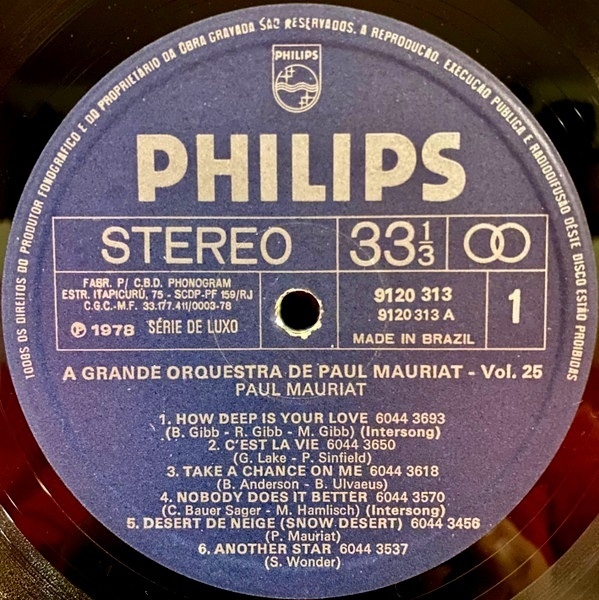 TODOS OS DIREITOS DO PRODUTOR FONOGRÁFICO E DO PROPRIETÁRIO DA OBRA GRAVADA SÃO RESERVADOS. A REPRODUÇÃO, EXECUÇÃO PÚBLICA E RADIODIFUSÃO DÊSTE DISCO ESTÃO PROIBIDAS
PHILIPS
PHILIPS
STEREO 33 1/3
FABR. P/ C.B.D. PHONOGRAM
ESTR. ITAPICURÚ, 75 - SCDP-PF 159/RJ
C.G.C.-M.F. 33.177.411/0003-78
℗ 1978 SÉRIE DE LUXO
9120 313
9120 313 A
MADE IN BRAZIL
1
A GRANDE ORQUESTRA DE PAUL MAURIAT - Vol. 25
PAUL MAURIAT
1. HOW DEEP IS YOUR LOVE 6044 3693
(B. Gibb - R. Gibb - M. Gibb) (Intersong)
2. C'EST LA VIE 6044 3650
(G. Lake - P. Sinfield)
3. TAKE A CHANCE ON ME 6044 3618
(B. Anderson - B. Ulvaeus)
4. NOBODY DOES IT BETTER 6044 3570
(C. Bauer Sager - M. Hamlisch) (Intersong)
5. DESERT DE NEIGE (SNOW DESERT) 6044 3456
(P. Mauriat)
6. ANOTHER STAR 6044 3537
(S. Wonder)